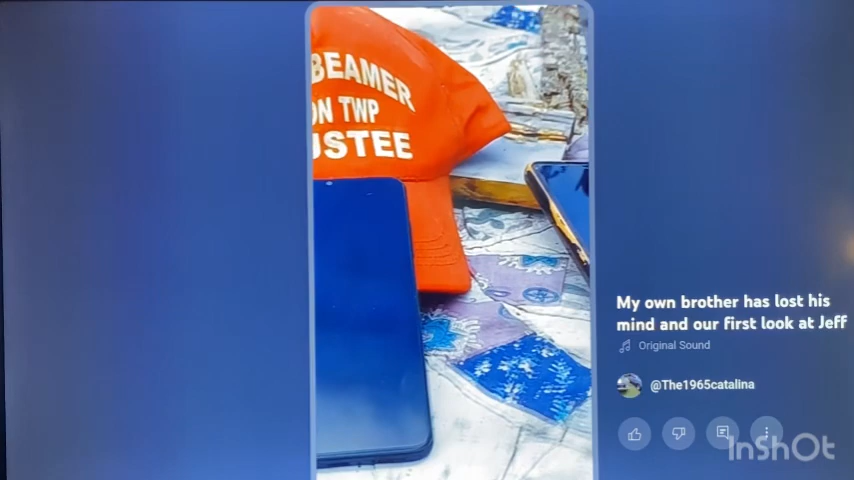 BEAMER
ON TWP
USTEE
My own brother has lost his
mind and our first look at Jeff
Original Sound
@The1965catalina
InShOt